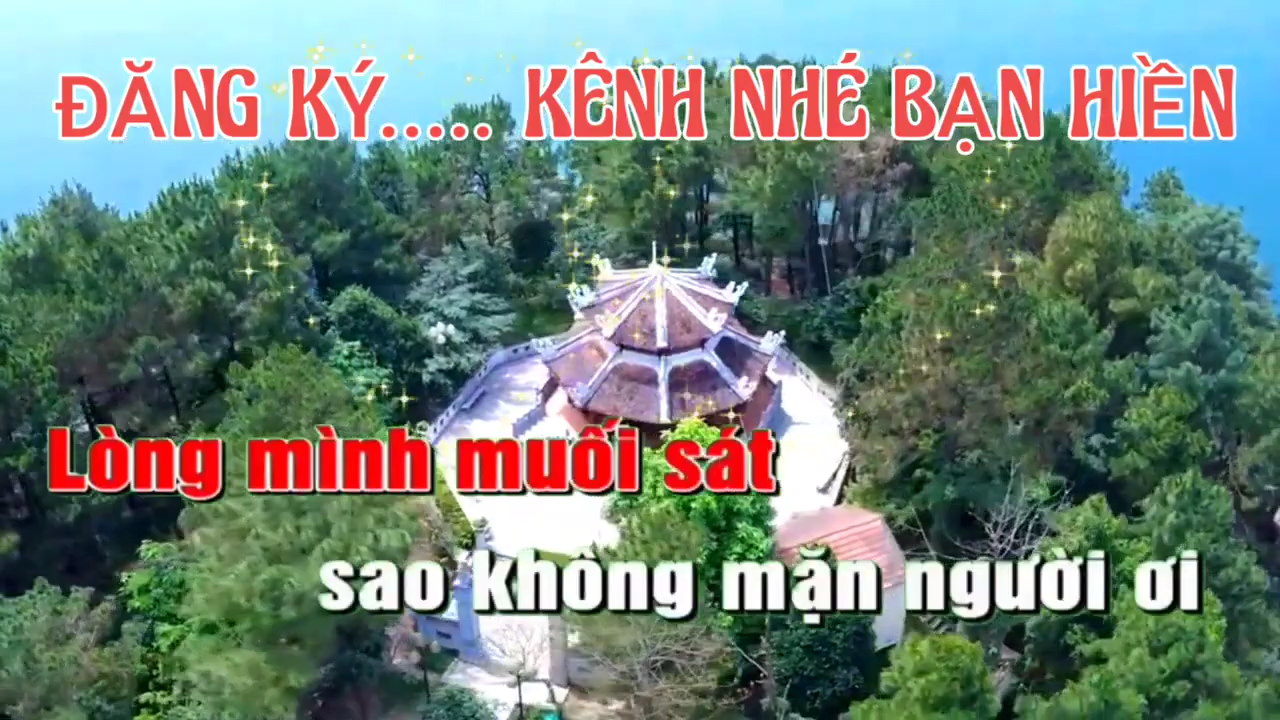 ĐĂNG KÝ..... KÊNH NHÉ BẠN HIỀN
Lòng mình muối sát
sao không mặn người ơi